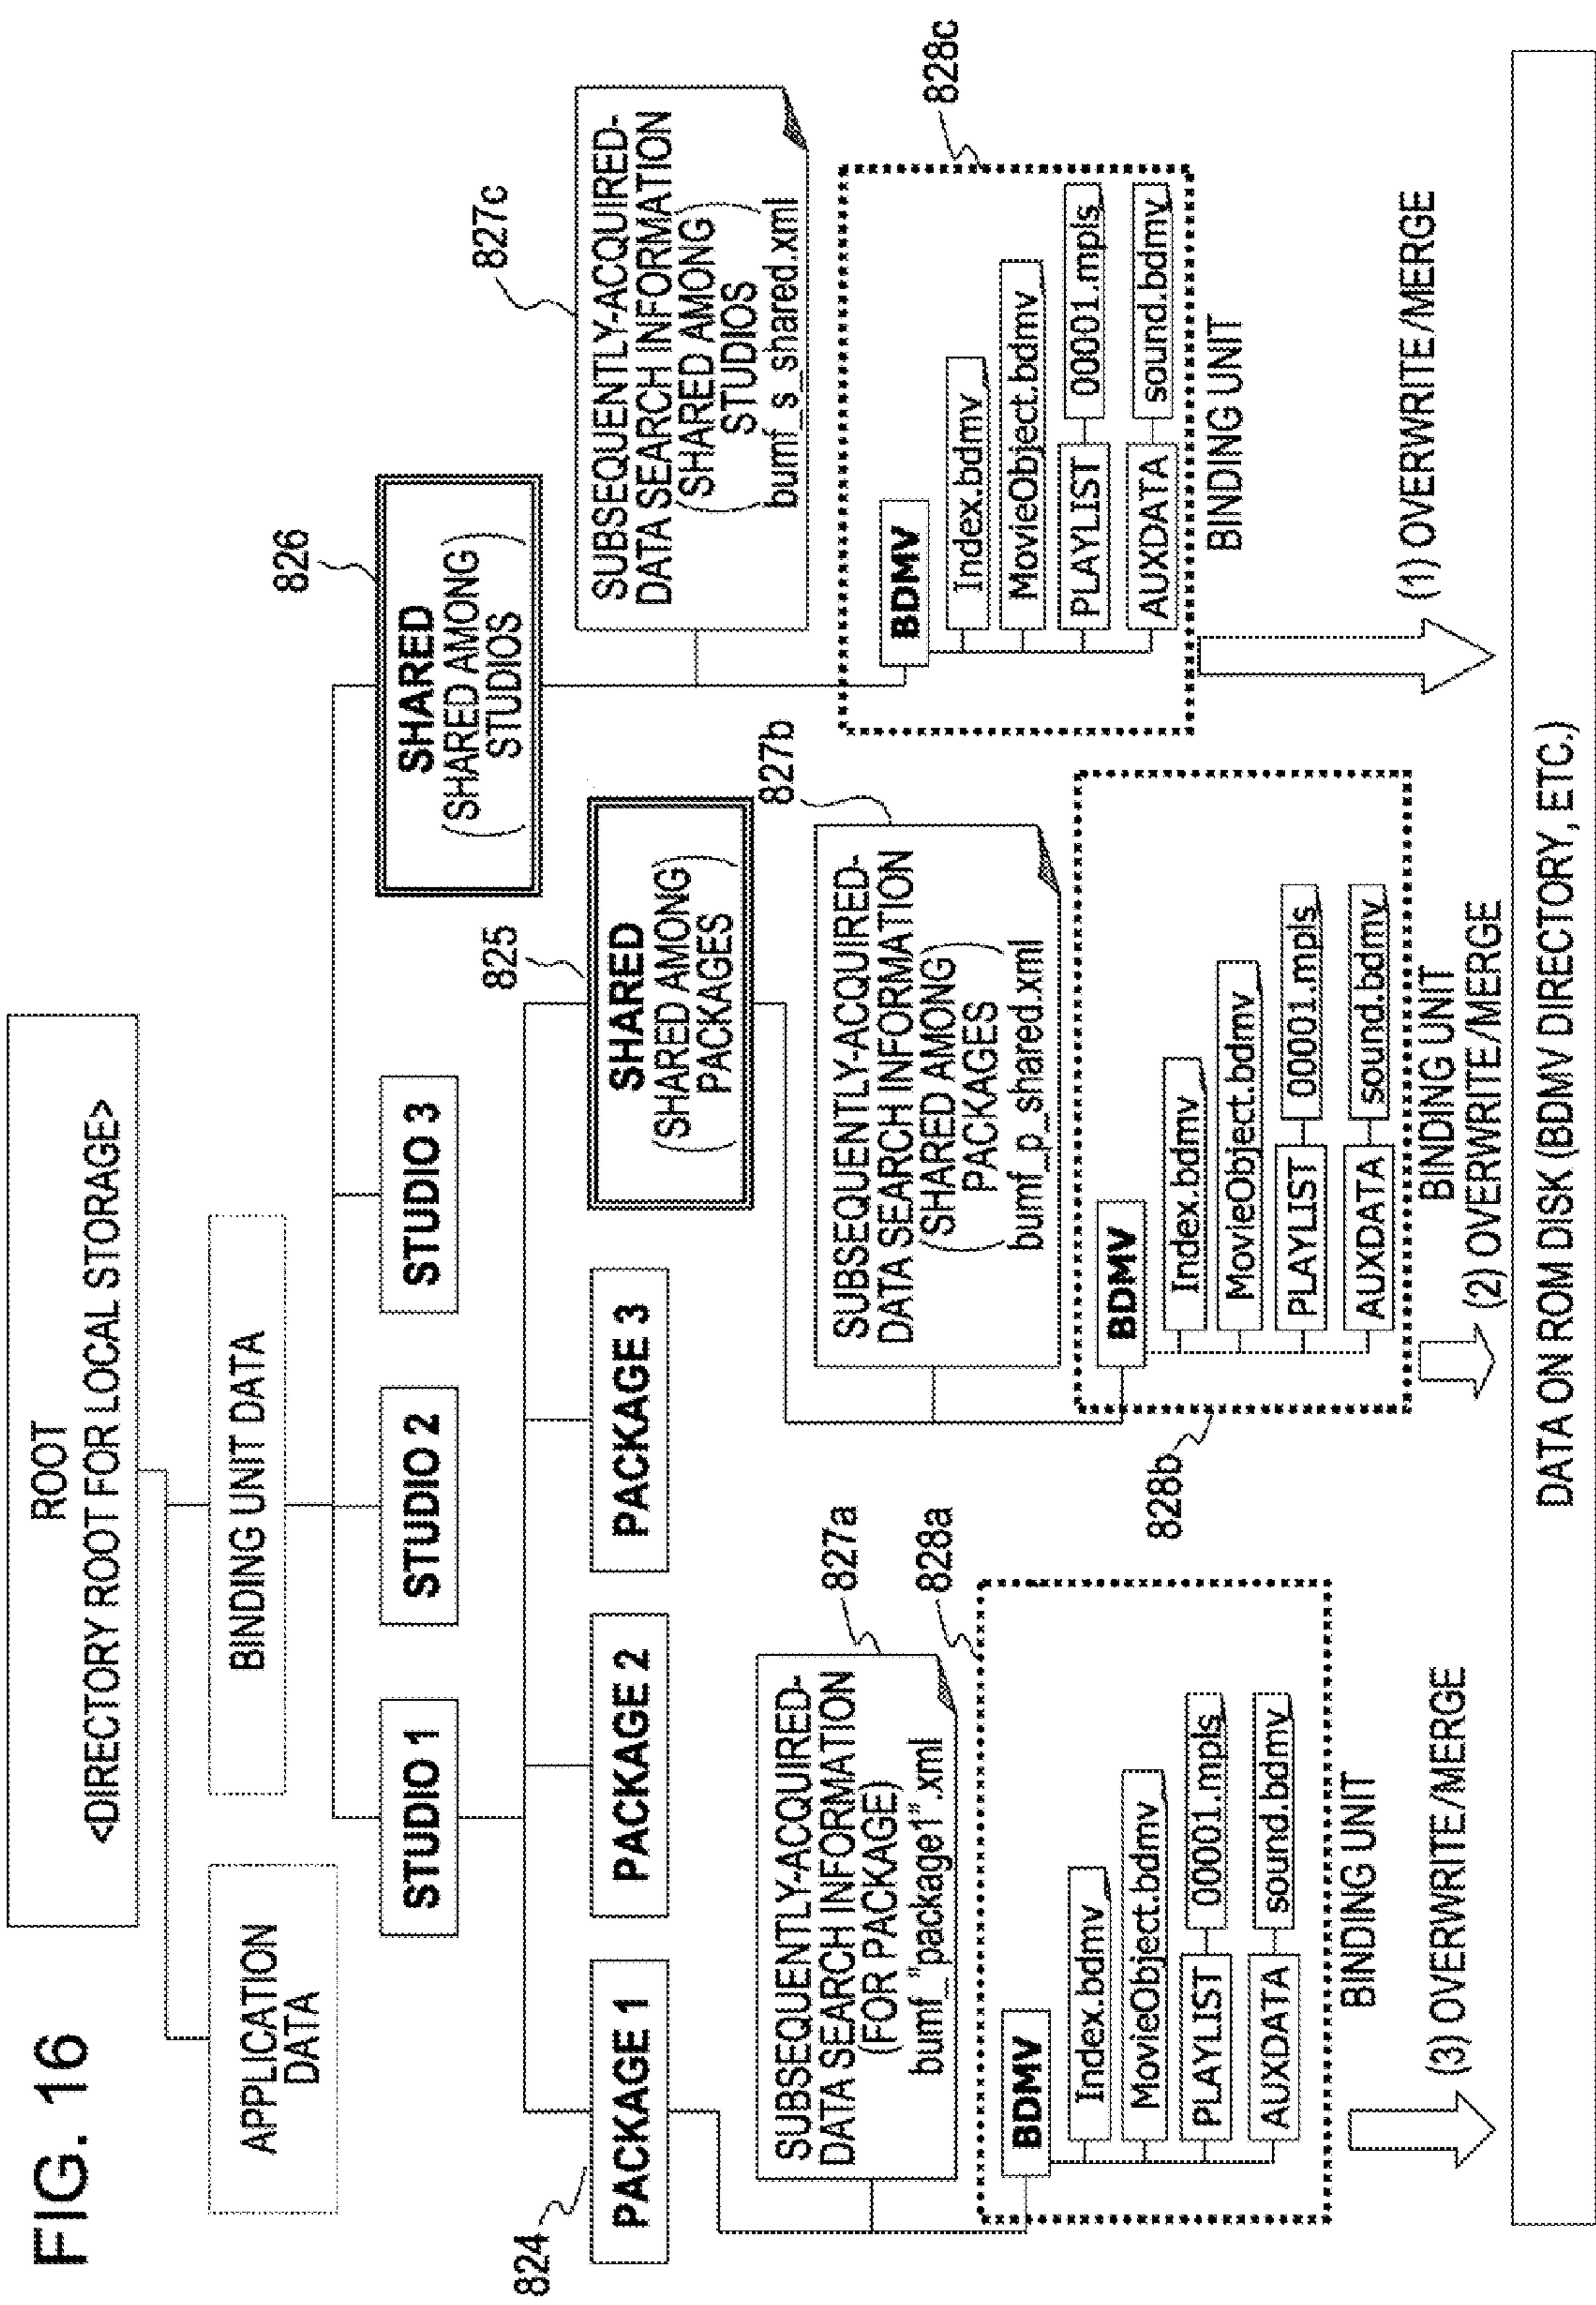 FIG. 16
ROOT
<DIRECTORY ROOT FOR LOCAL STORAGE>
APPLICATION
DATA
BINDING UNIT DATA
STUDIO 1
STUDIO 2
STUDIO 3
826
SHARED
(SHARED AMONG
STUDIOS)
824
PACKAGE 1
PACKAGE 2
PACKAGE 3
825
SHARED
(SHARED AMONG
PACKAGES)
827a
SUBSEQUENTLY-ACQUIRED-
DATA SEARCH INFORMATION
(FOR PACKAGE)
bumf_"package1".xml
827b
SUBSEQUENTLY-ACQUIRED-
DATA SEARCH INFORMATION
(SHARED AMONG
PACKAGES)
bumf_p_shared.xml
827c
SUBSEQUENTLY-ACQUIRED-
DATA SEARCH INFORMATION
(SHARED AMONG
STUDIOS)
bumf_s_shared.xml
828a
BDMV
Index.bdmv
MovieObject.bdmv
PLAYLIST 00001.mpls
AUXDATA sound.bdmv
BINDING UNIT
(3) OVERWRITE/MERGE
828b
BDMV
Index.bdmv
MovieObject.bdmv
PLAYLIST 00001.mpls
AUXDATA sound.bdmv
BINDING UNIT
(2) OVERWRITE/MERGE
828c
BDMV
Index.bdmv
MovieObject.bdmv
PLAYLIST 00001.mpls
AUXDATA sound.bdmv
BINDING UNIT
(1) OVERWRITE/MERGE
DATA ON ROM DISK (BDMV DIRECTORY, ETC.)